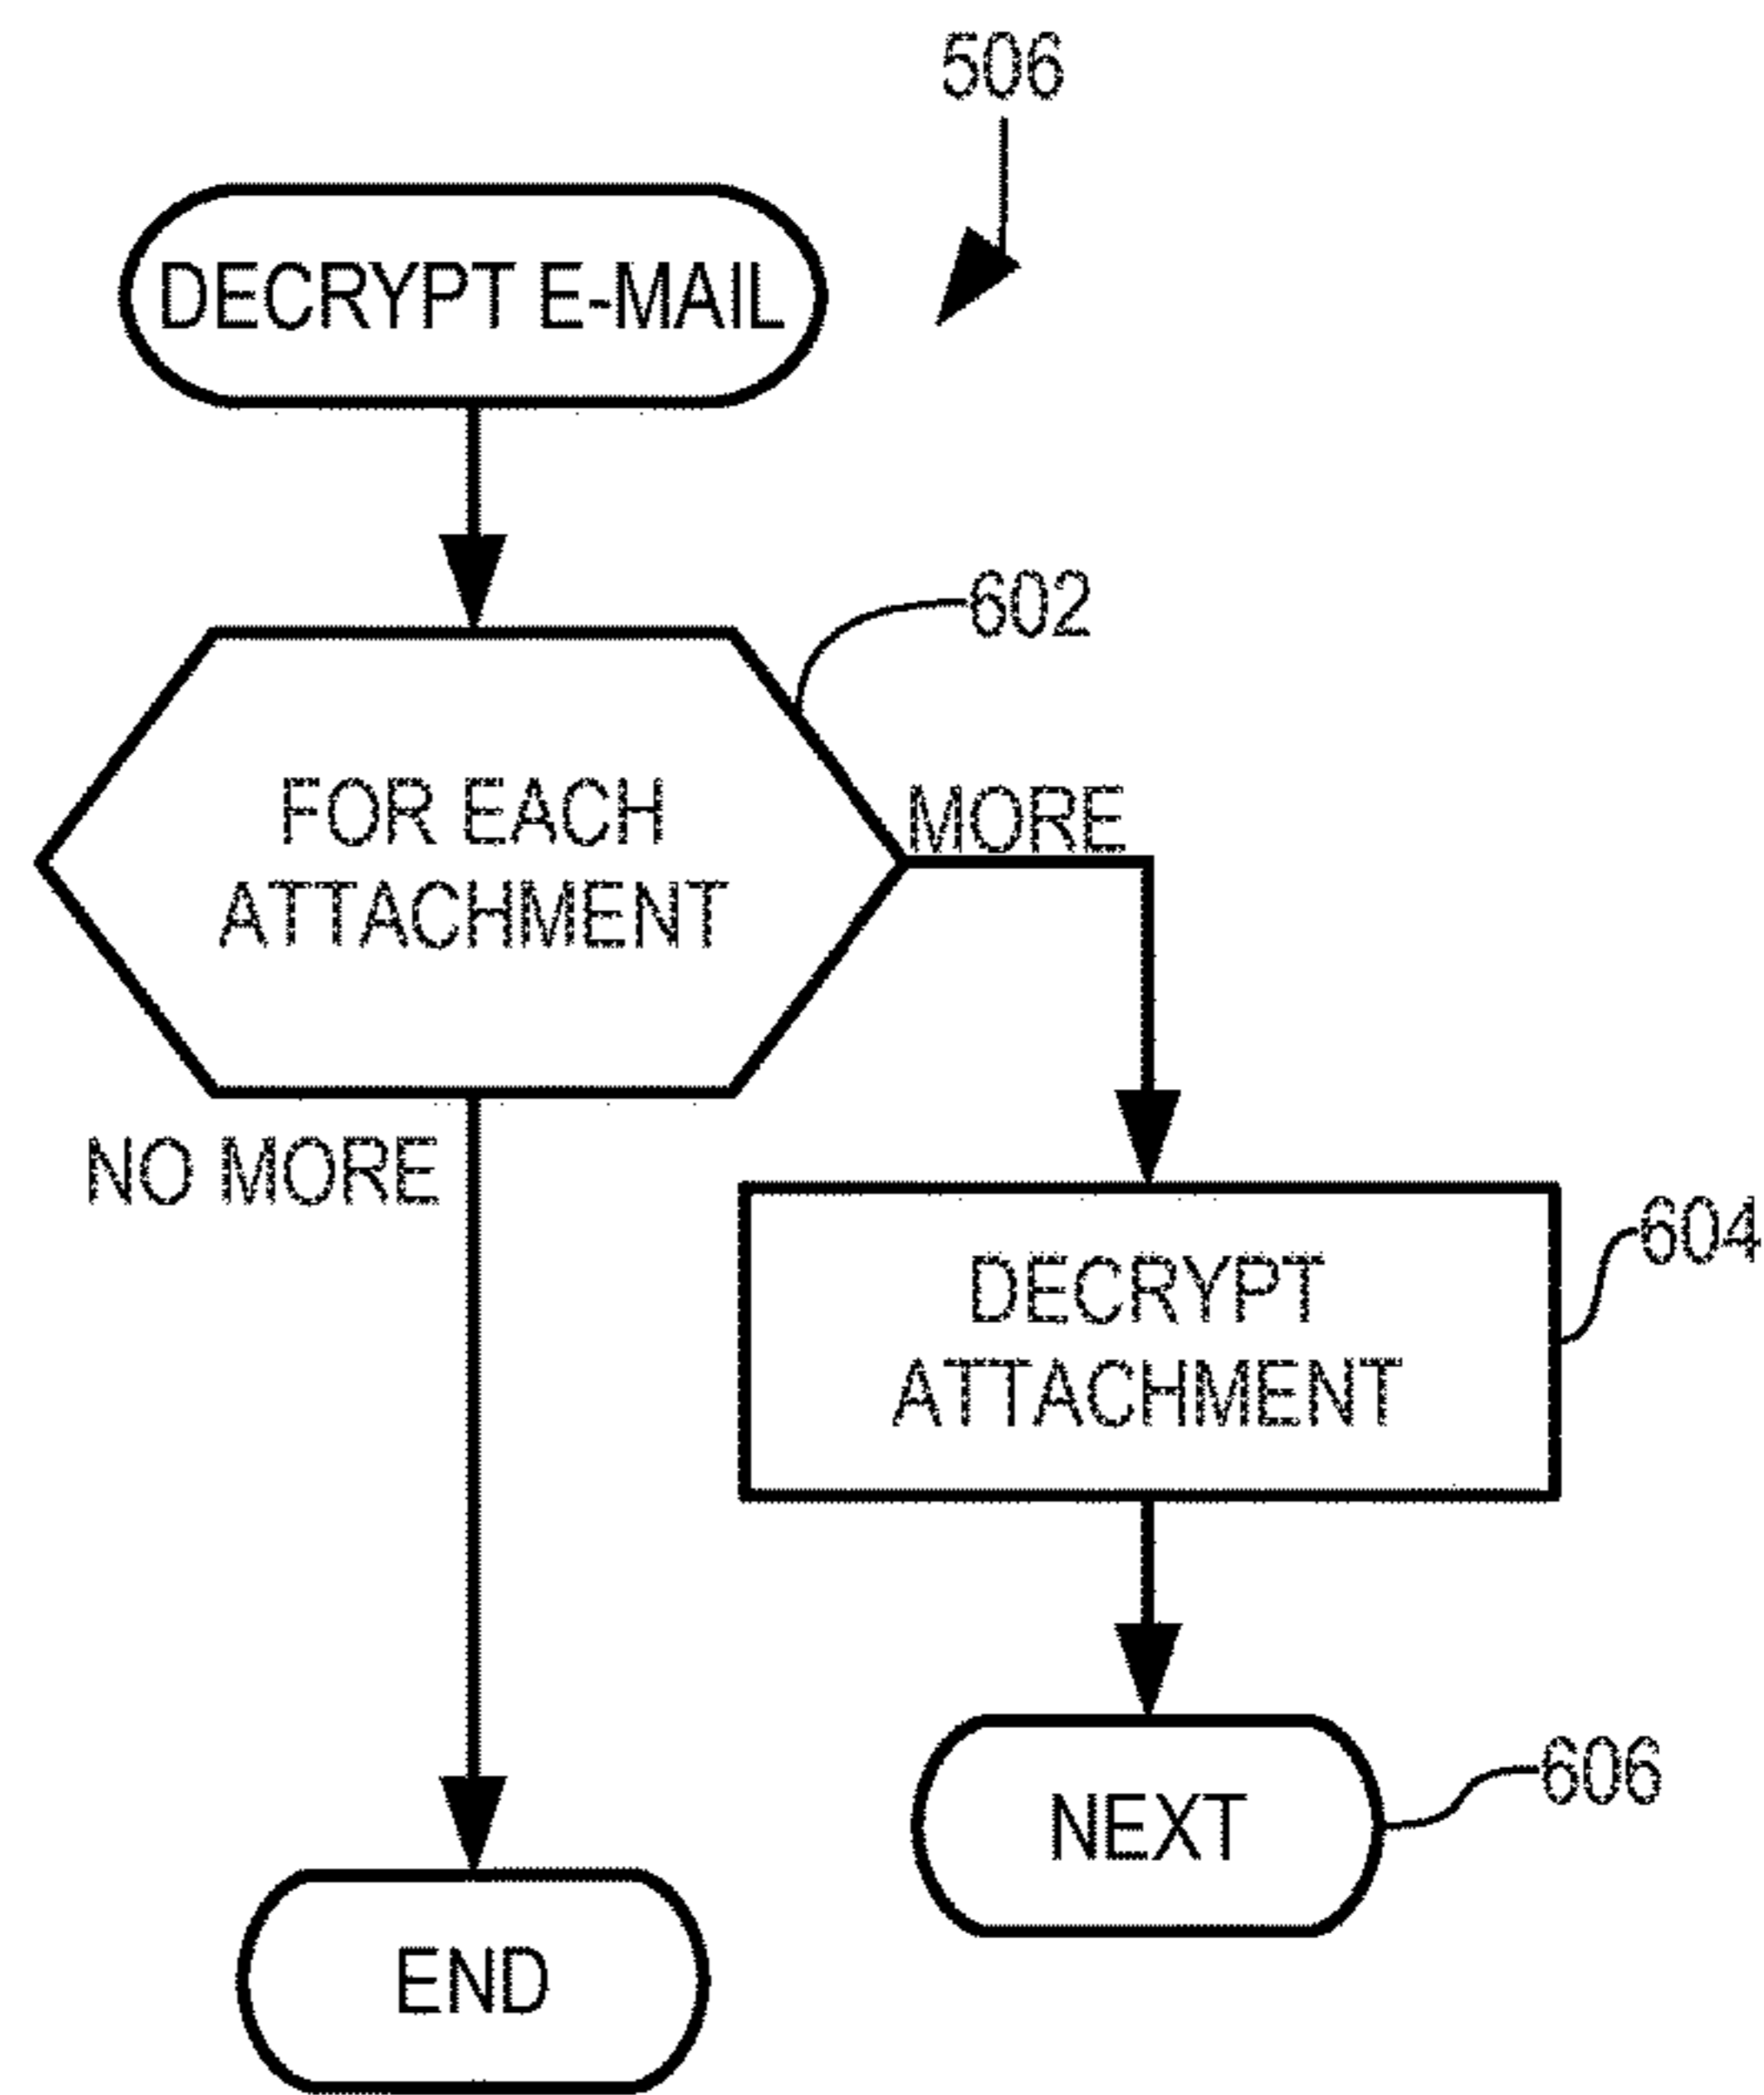 506
DECRYPT E-MAIL
602
FOR EACH
ATTACHMENT
MORE
NO MORE
604
DECRYPT
ATTACHMENT
606
NEXT
END